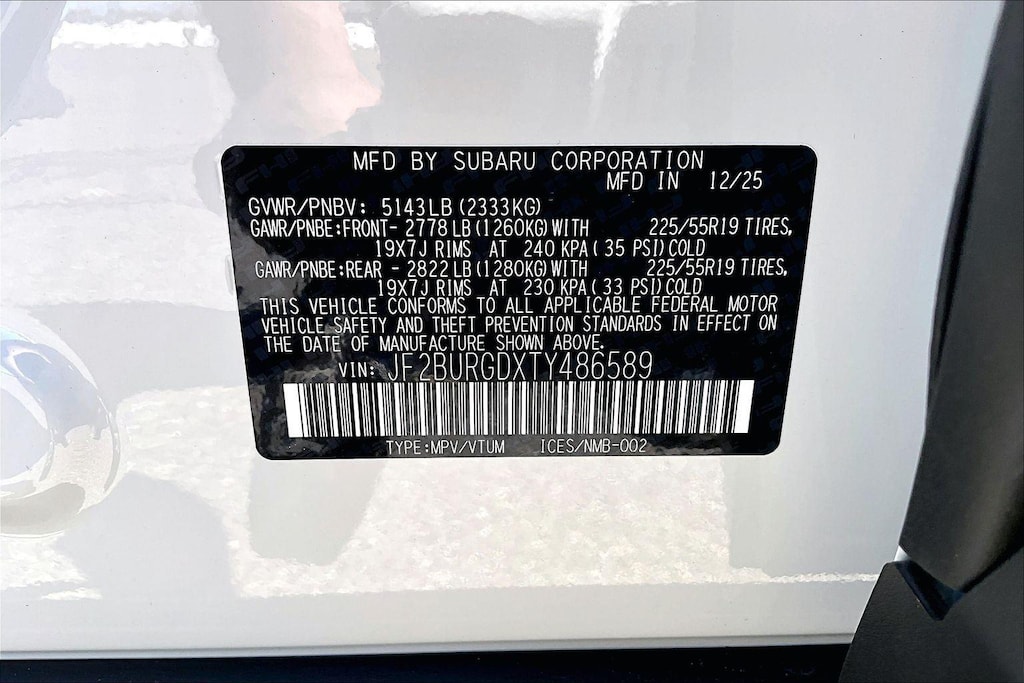 MFD BY SUBARU CORPORATION
MFD IN 12/25
GVWR/PNBV: 5143LB (2333KG)
GAWR/PNBE:FRONT- 2778 LB (1260KG) WITH 225/55R19 TIRES,
19X7J RIMS AT 240 KPA ( 35 PSI) COLD
GAWR/PNBE:REAR - 2822 LB (1280KG) WITH 225/55R19 TIRES,
19X7J RIMS AT 230 KPA ( 33 PSI) COLD
THIS VEHICLE CONFORMS TO ALL APPLICABLE FEDERAL MOTOR
VEHICLE SAFETY AND THEFT PREVENTION STANDARDS IN EFFECT ON
THE DATE OF MANUFACTURE SHOWN ABOVE.
VIN: JF2BURGDXTY486589
TYPE:MPV/VTUM ICES/NMB-002